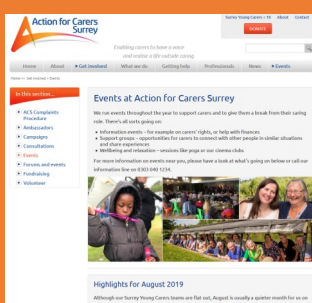 Surrey Young Carers < 18 About Contact
Action for Carers
Surrey
DONATE
Enabling carers to have a voice
and realise a life outside caring
Home About Get involved What we do Getting help Professionals News Events
Home >> Get involved > Events
In this section...
ACS-Complaints
Procedure
Ambassadors
Campaigns
Consultations
Events
Forums and events
Fundraising
Volunteer
Events at Action for Carers Surrey
We run events throughout the year to support carers and to give them a break from their caring
role. There's all sorts going on:
• Information events - for example on carers' rights, or help with finances
• Support groups - opportunities for carers to connect with other people in similar situations
and share experiences
• Wellbeing and relaxation - sessions like yoga or our cinema clubs
For more information on events near you, please have a look at what's going on below or call our
information line on 0303 040 1234.
Highlights for August 2019
Although our Surrey Young Carers teams are flat out, August is usually a quieter month for us on